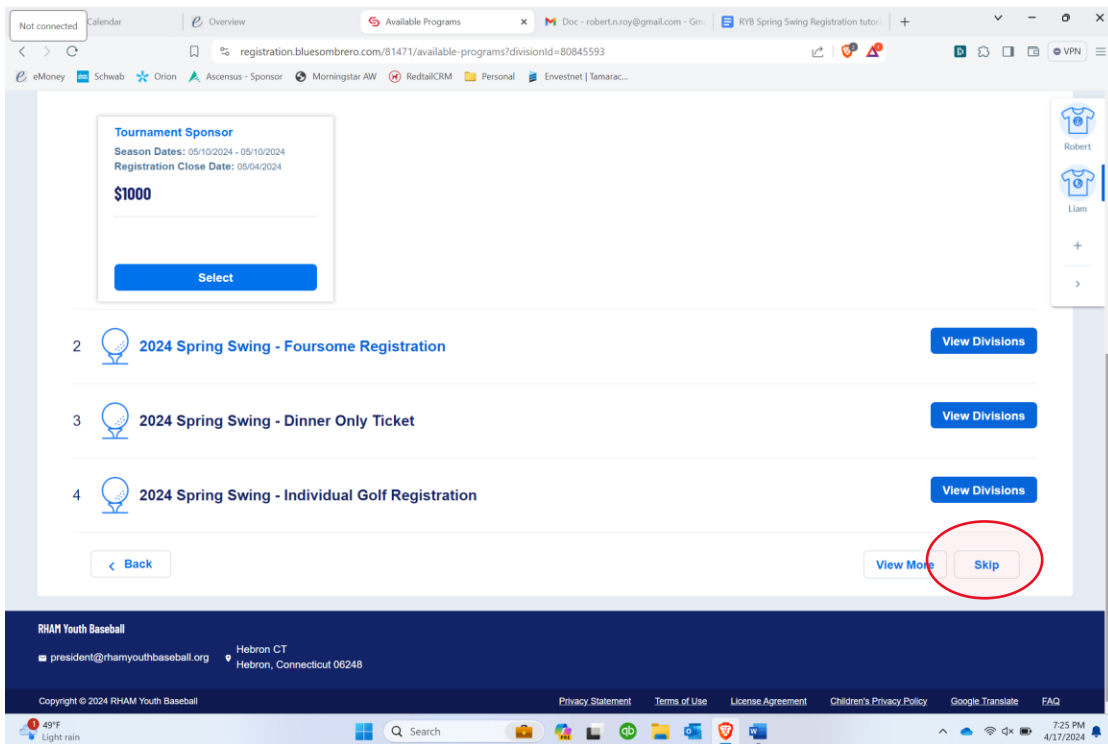 Not connected
Calendar
Overview
Available Programs
Doc - robert.n.roy@gmail.com - Gm
RYB Spring Swing Registration tutor
registration.bluesombrero.com/81471/available-programs?divisionId=80845593
VPN
eMoney Schwab Orion Ascensus - Sponsor Morningstar AW RedtailCRM Personal Envestnet | Tamarac...
Tournament Sponsor
Season Dates: 05/10/2024 - 05/10/2024
Registration Close Date: 05/04/2024
$1000
Select
Robert
Liam
2 2024 Spring Swing - Foursome Registration View Divisions
3 2024 Spring Swing - Dinner Only Ticket View Divisions
4 2024 Spring Swing - Individual Golf Registration View Divisions
Back View More Skip
RHAM Youth Baseball
president@rhamyouthbaseball.org
Hebron CT
Hebron, Connecticut 06248
Copyright © 2024 RHAM Youth Baseball Privacy Statement Terms of Use License Agreement Children's Privacy Policy Google Translate FAQ
1 49°F
Light rain
Search
7:25 PM
4/17/2024